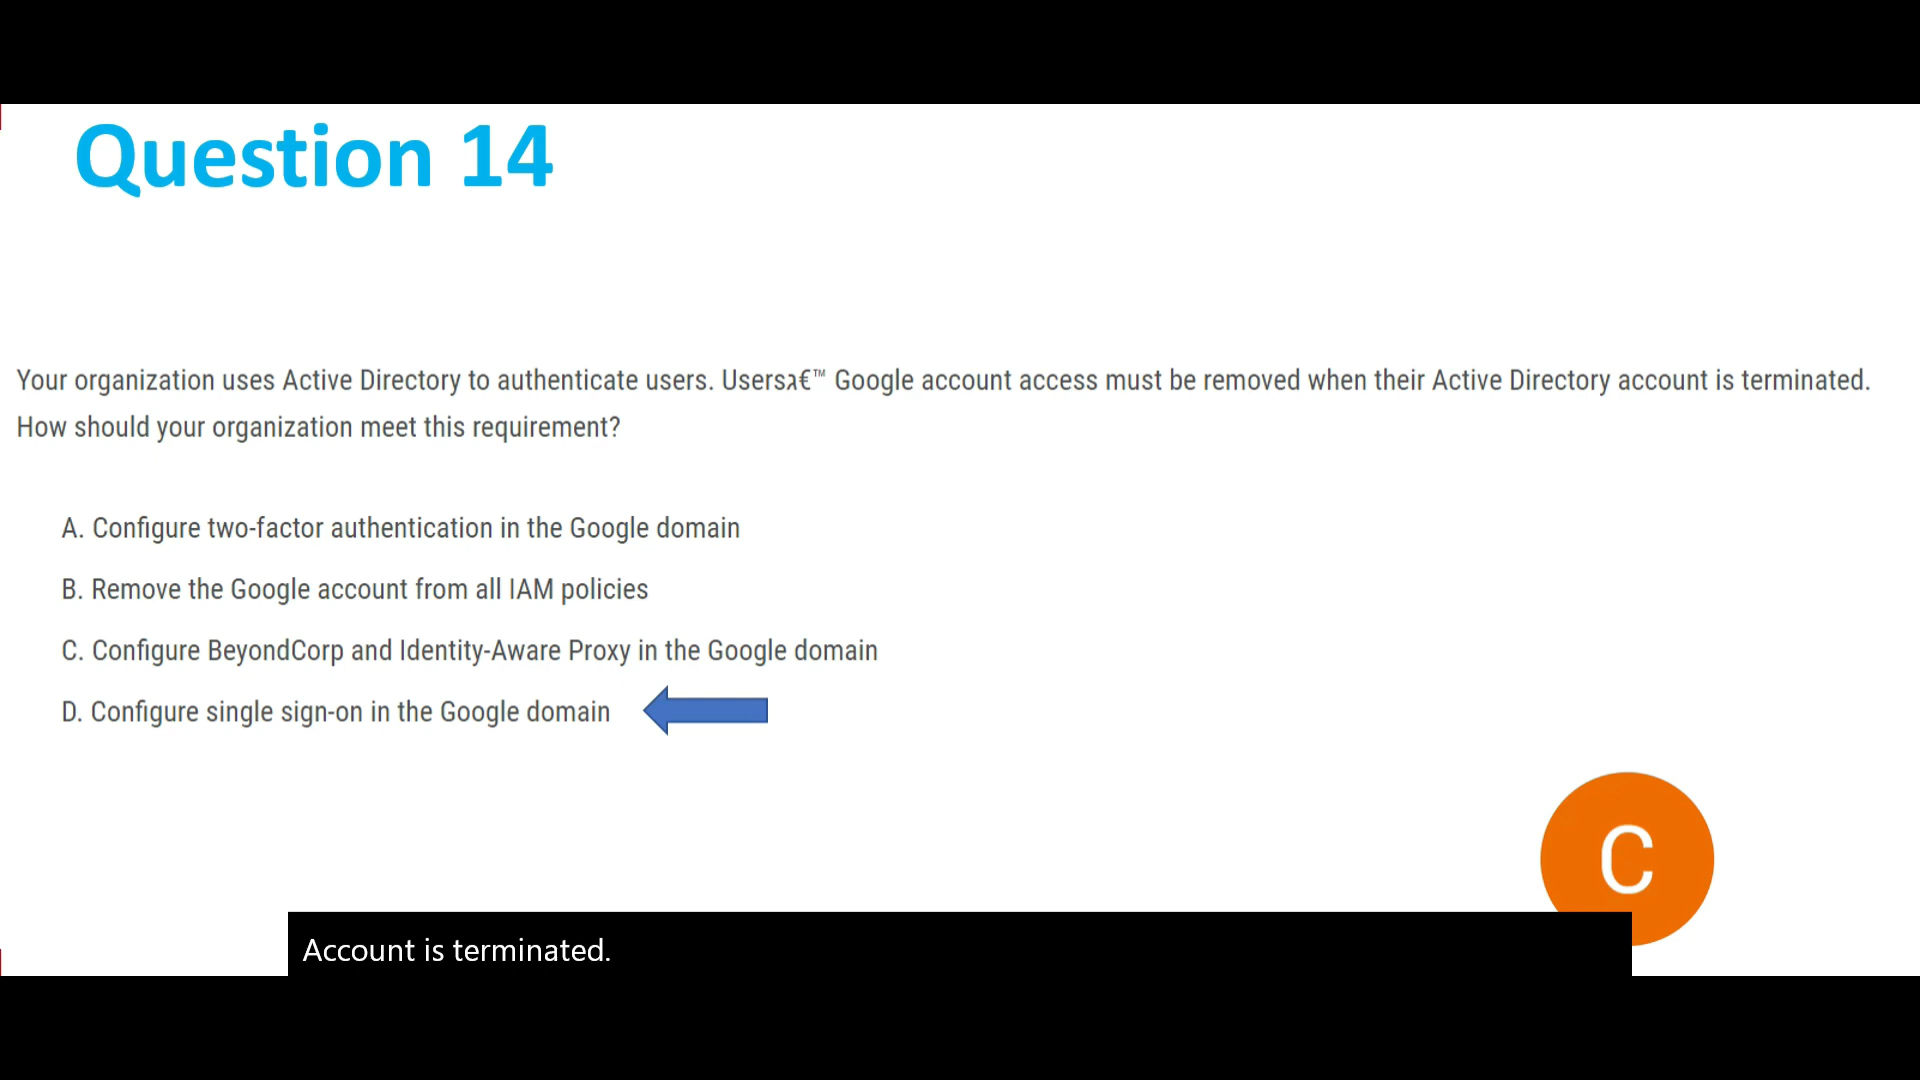 Question 14
Your organization uses Active Directory to authenticate users. Usersג€™ Google account access must be removed when their Active Directory account is terminated.
How should your organization meet this requirement?
A. Configure two-factor authentication in the Google domain
B. Remove the Google account from all IAM policies
C. Configure BeyondCorp and Identity-Aware Proxy in the Google domain
D. Configure single sign-on in the Google domain
C
Account is terminated.